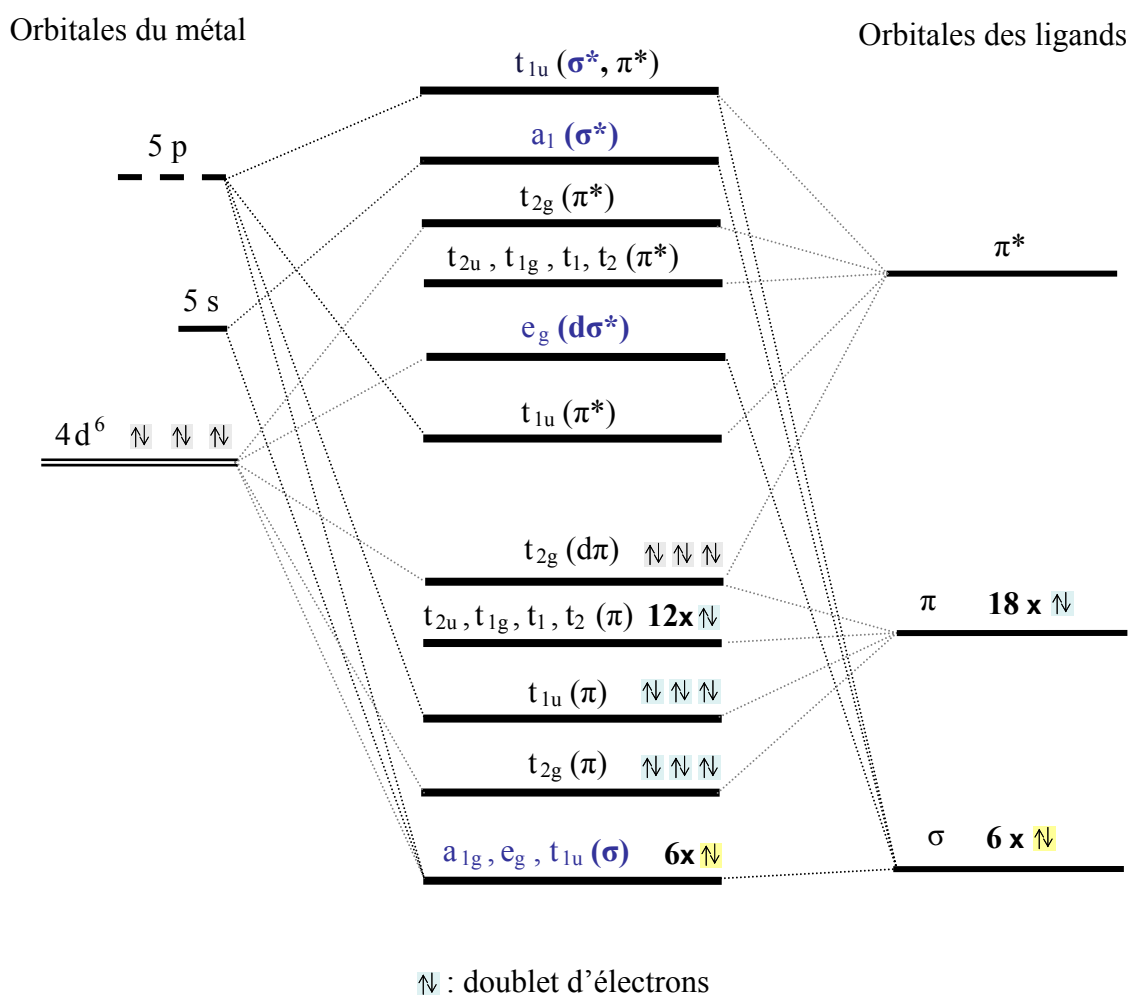 Orbitales du métal
Orbitales des ligands
t1u (σ*, π*)
a1 (σ*)
5 p
t2g (π*)
π*
t2u , t1g , t1, t2 (π*)
5 s
eg (dσ*)
t1u (π*)
4d6 ⇅ ⇅ ⇅
t2g (dπ) ⇅ ⇅ ⇅
t2u , t1g , t1 , t2 (π) 12x ⇅
π 18 x ⇅
t1u (π) ⇅ ⇅ ⇅
t2g (π) ⇅ ⇅ ⇅
a1g , eg , t1u (σ) 6x ⇅
σ 6 x ⇅
⇅ : doublet d'électrons